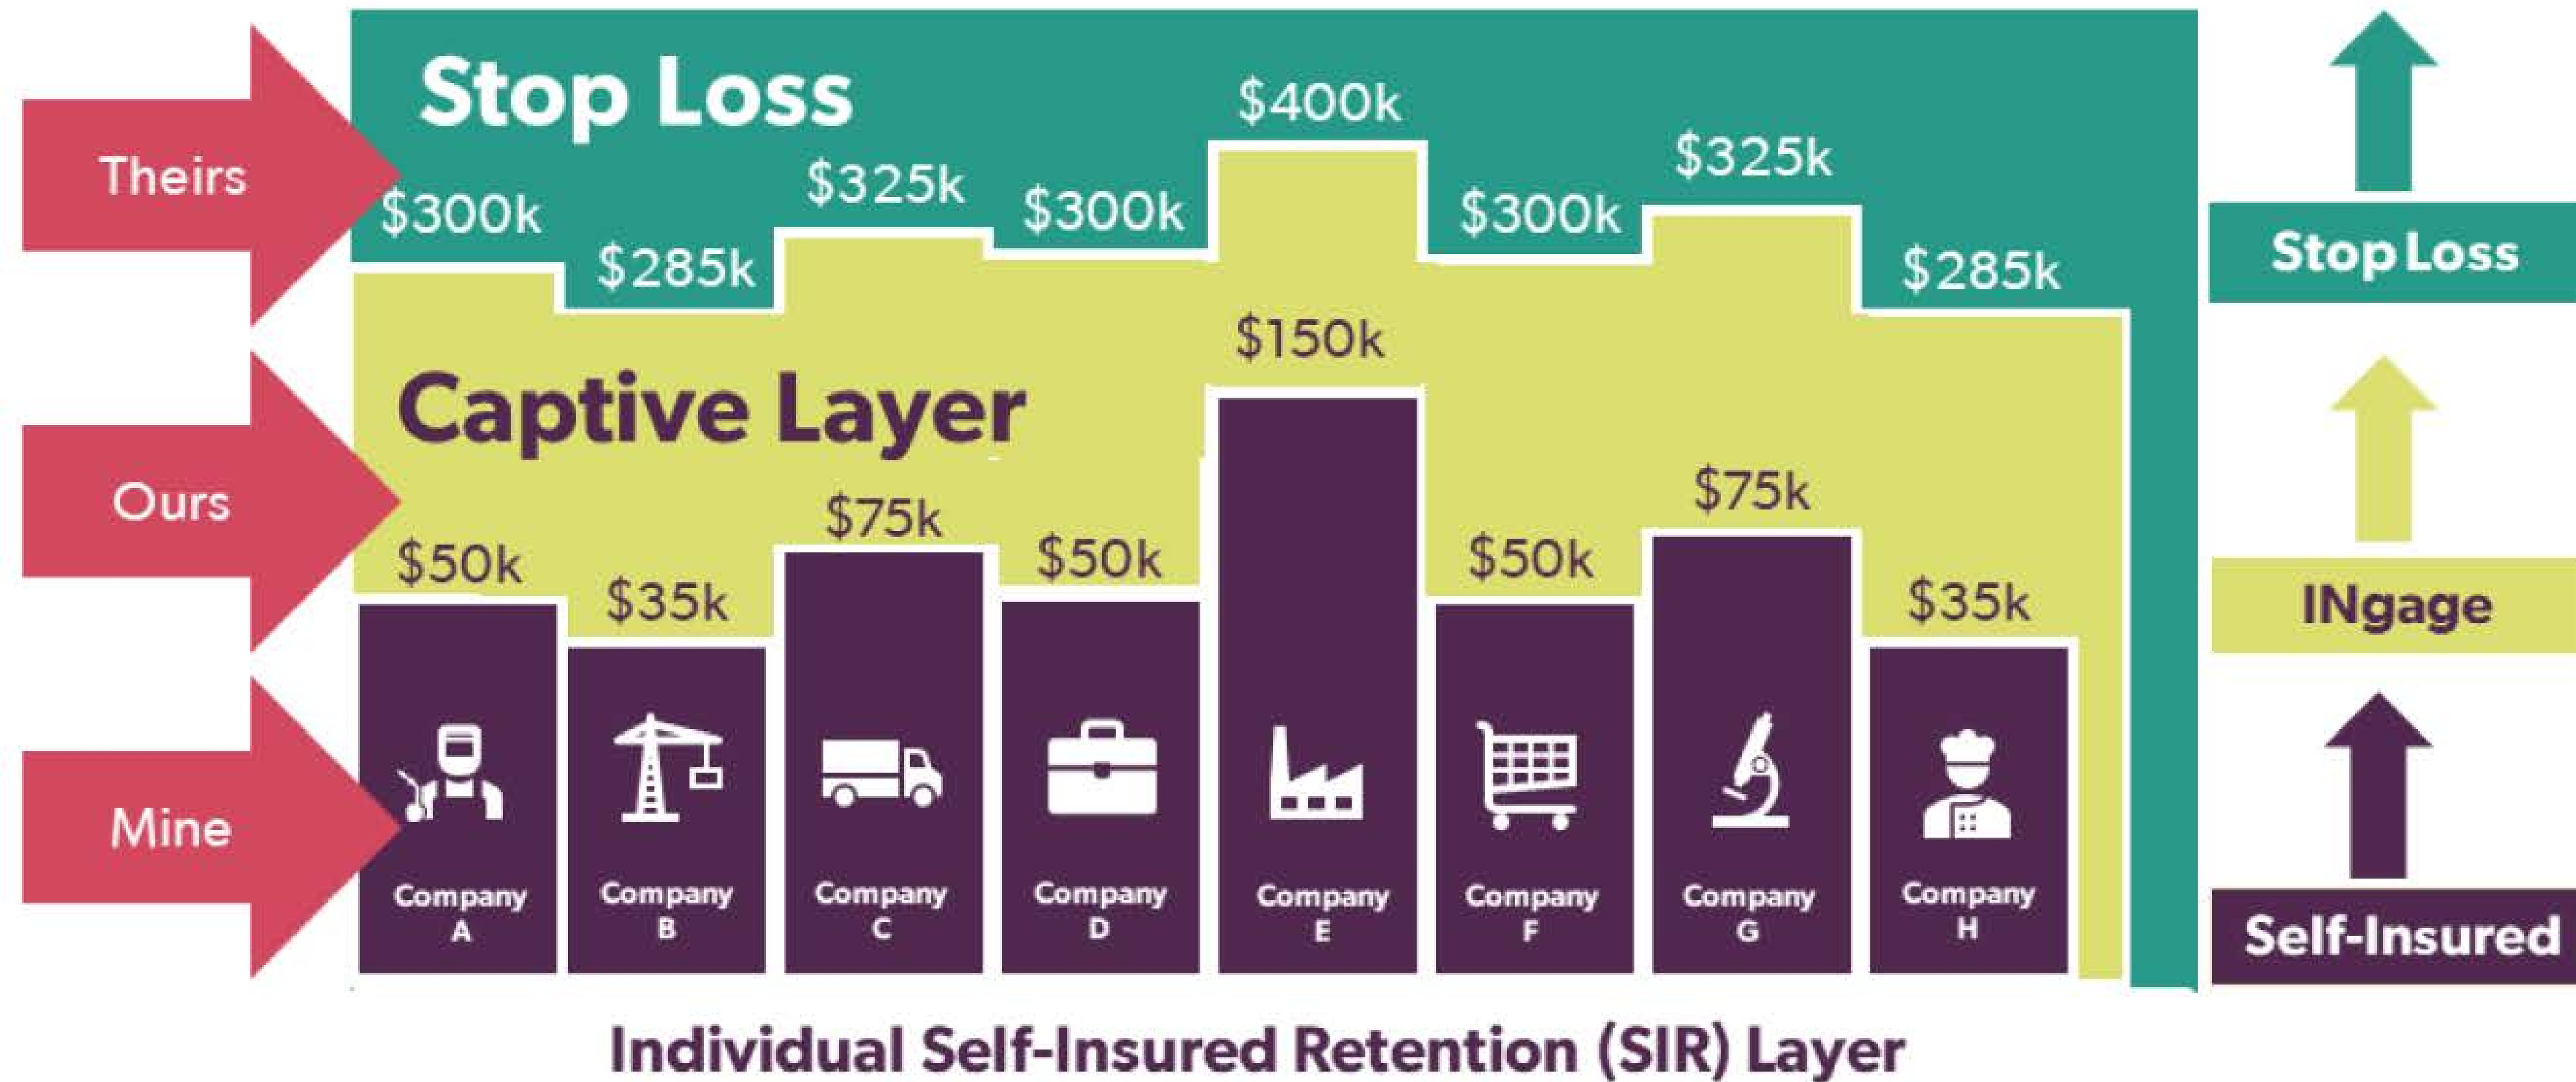 Stop Loss
Theirs
$300k
$285k
$325k
$300k
$400k
$300k
$325k
$285k
Stop Loss
Captive Layer
Ours
$50k
$35k
$75k
$50k
$150k
$50k
$75k
$35k
INgage
Mine
Company
A
Company
B
Company
C
Company
D
Company
E
Company
F
Company
G
Company
H
Self-Insured
Individual Self-Insured Retention (SIR) Layer